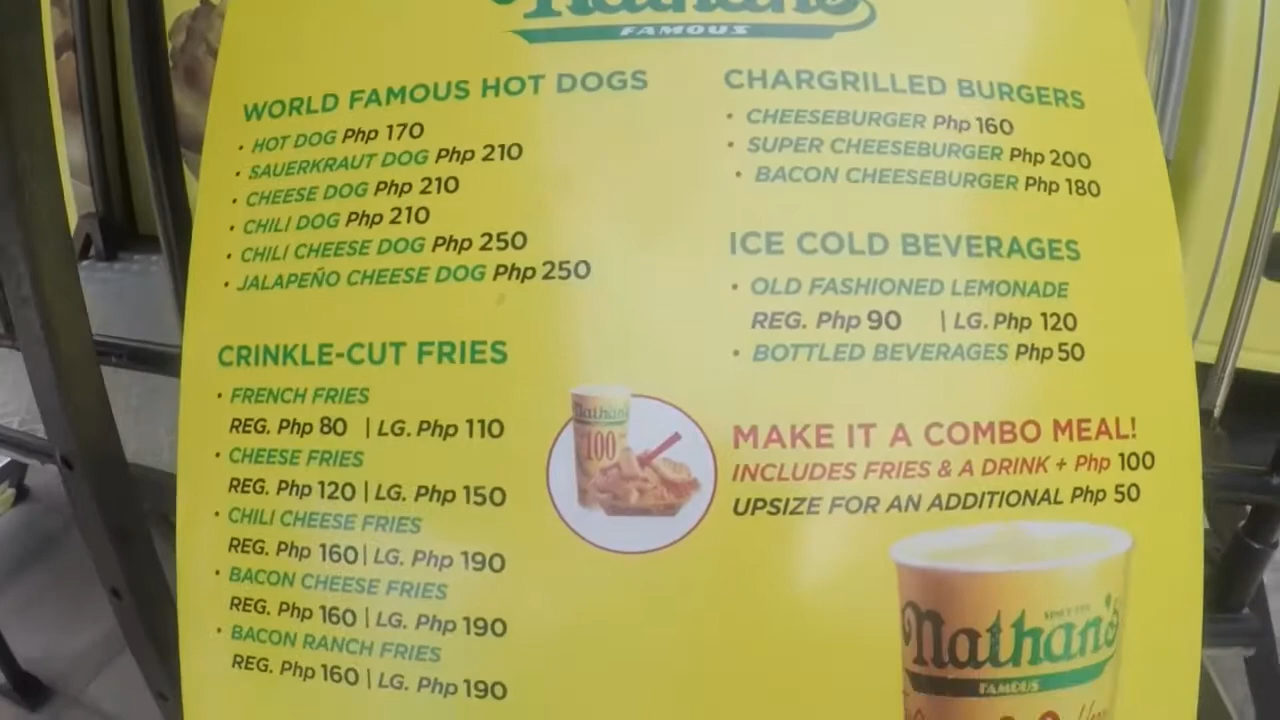 Nathan's
FAMOUS
WORLD FAMOUS HOT DOGS
• HOT DOG Php 170
• SAUERKRAUT DOG Php 210
• CHEESE DOG Php 210
• CHILI DOG Php 210
• CHILI CHEESE DOG Php 250
• JALAPEÑO CHEESE DOG Php 250
CRINKLE-CUT FRIES
• FRENCH FRIES
REG. Php 80 | LG. Php 110
• CHEESE FRIES
REG. Php 120 | LG. Php 150
• CHILI CHEESE FRIES
REG. Php 160 | LG. Php 190
• BACON CHEESE FRIES
REG. Php 160 | LG. Php 190
• BACON RANCH FRIES
REG. Php 160 | LG. Php 190
CHARGRILLED BURGERS
• CHEESEBURGER Php 160
• SUPER CHEESEBURGER Php 200
• BACON CHEESEBURGER Php 180
ICE COLD BEVERAGES
• OLD FASHIONED LEMONADE
REG. Php 90 | LG. Php 120
• BOTTLED BEVERAGES Php 50
Nathan's
100
MAKE IT A COMBO MEAL!
INCLUDES FRIES & A DRINK + Php 100
UPSIZE FOR AN ADDITIONAL Php 50
Nathan's
FAMOUS